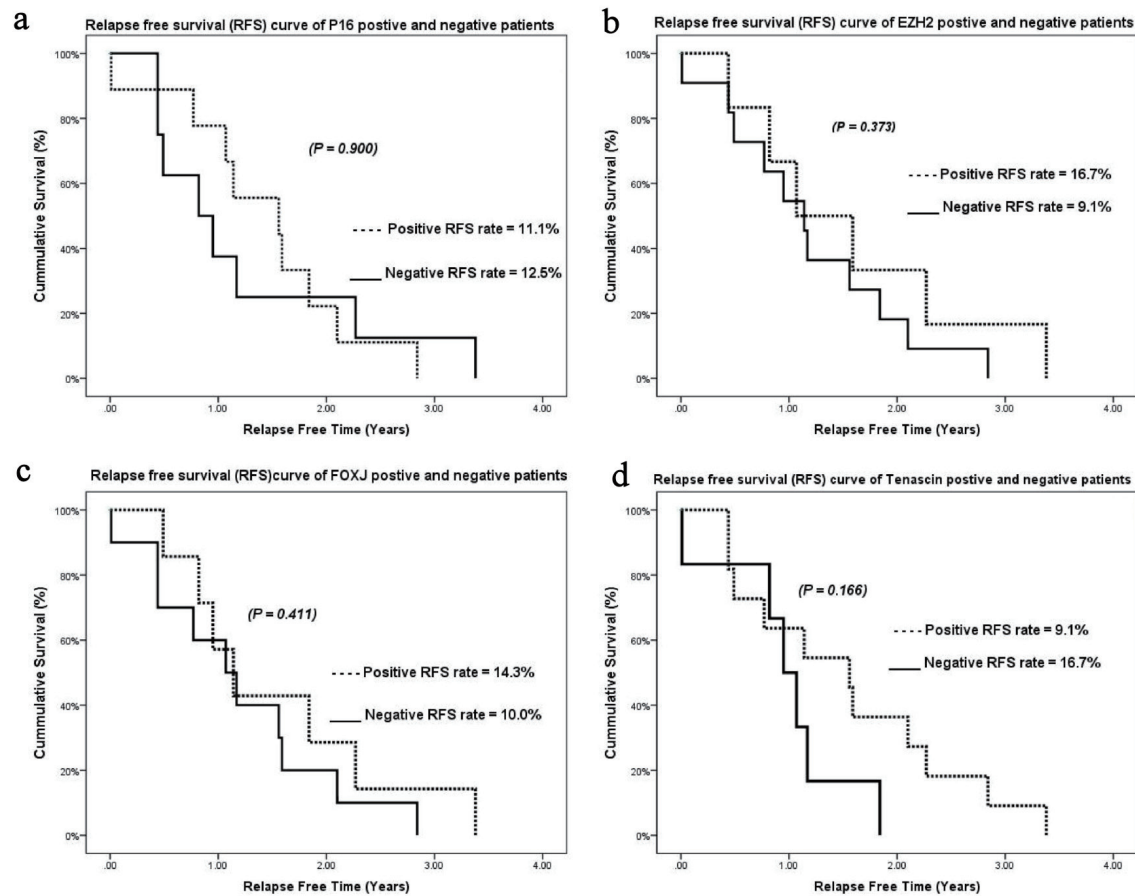 a
Relapse free survival (RFS) curve of P16 postive and negative patients
Cummulative Survival (%)
100%
80%
60%
40%
20%
0%
(P = 0.900)
Positive RFS rate = 11.1%
Negative RFS rate = 12.5%
.00 1.00 2.00 3.00 4.00
Relapse Free Time (Years)
b
Relapse free survival (RFS) curve of EZH2 postive and negative patients
Cummulative Survival (%)
100%
80%
60%
40%
20%
0%
(P = 0.373)
Positive RFS rate = 16.7%
Negative RFS rate = 9.1%
.00 1.00 2.00 3.00 4.00
Relapse Free Time (Years)
c
Relapse free survival (RFS)curve of FOXJ postive and negative patients
Cummulative Survival (%)
100%
80%
60%
40%
20%
0%
(P = 0.411)
Positive RFS rate = 14.3%
Negative RFS rate = 10.0%
.00 1.00 2.00 3.00 4.00
Relapse Free Time (Years)
d
Relapse free survival (RFS) curve of Tenascin postive and negative patients
Cummulative Survival (%)
100%
80%
60%
40%
20%
0%
(P = 0.166)
Positive RFS rate = 9.1%
Negative RFS rate = 16.7%
.00 1.00 2.00 3.00 4.00
Relapse Free Time (Years)